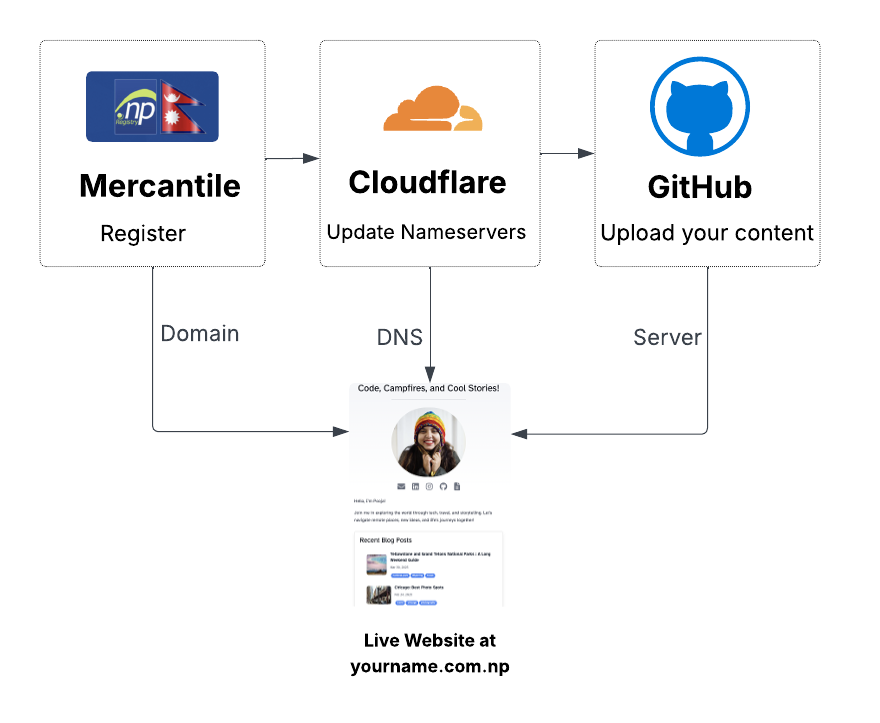 .np
Registry
Mercantile
Register
Cloudflare
Update Nameservers
GitHub
Upload your content
Domain
DNS
Server
Code, Campfires, and Cool Stories!
Hello, I'm Pooja!
Join me in exploring the world through tech, travel, and storytelling. Let's
navigate remote places, new ideas, and life's journeys together!
Recent Blog Posts
Yellowstone and Grand Tetons National Parks / A Long
Weekend Guide
Chicago Best Photo Spots
Live Website at
yourname.com.np